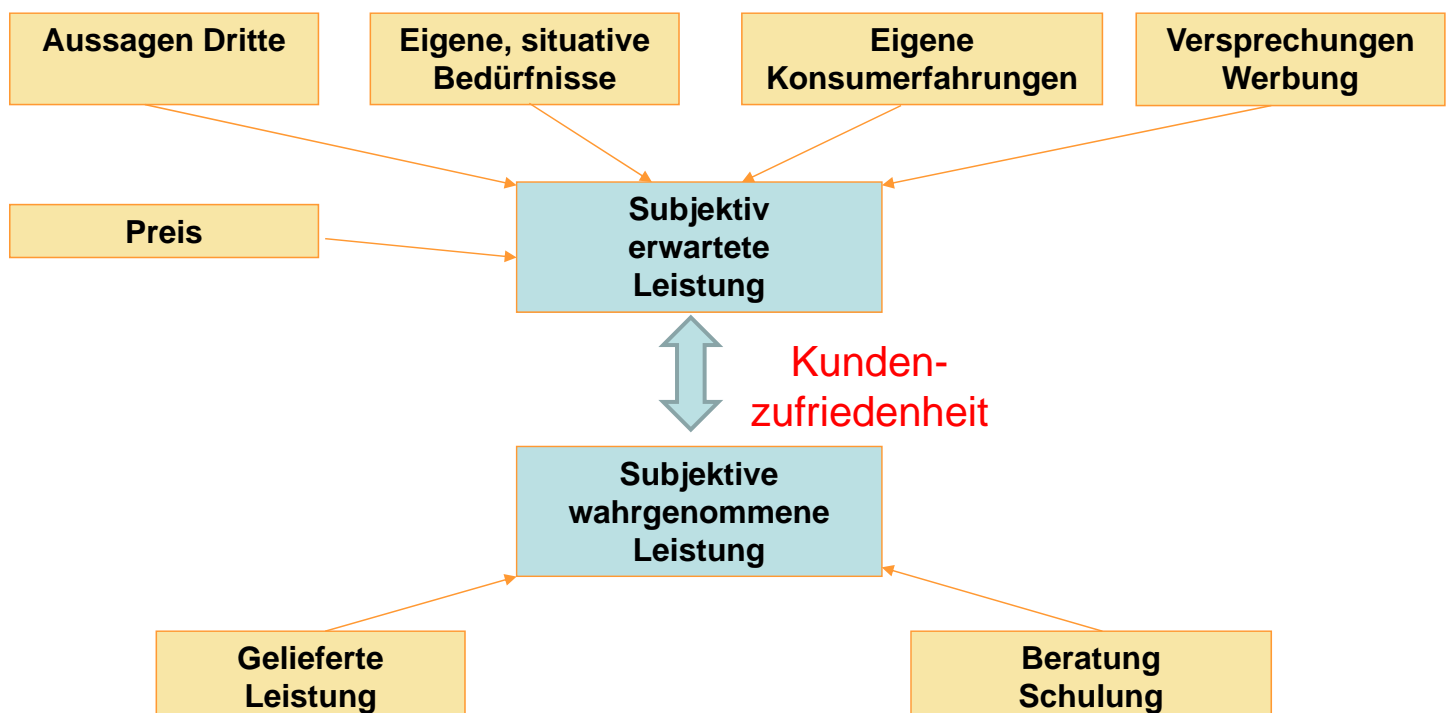 Aussagen Dritte
Eigene, situative
Bedürfnisse
Eigene
Konsumerfahrungen
Versprechungen
Werbung
Preis
Subjektiv
erwartete
Leistung
Kunden-
zufriedenheit
Subjektive
wahrgenommene
Leistung
Gelieferte
Leistung
Beratung
Schulung